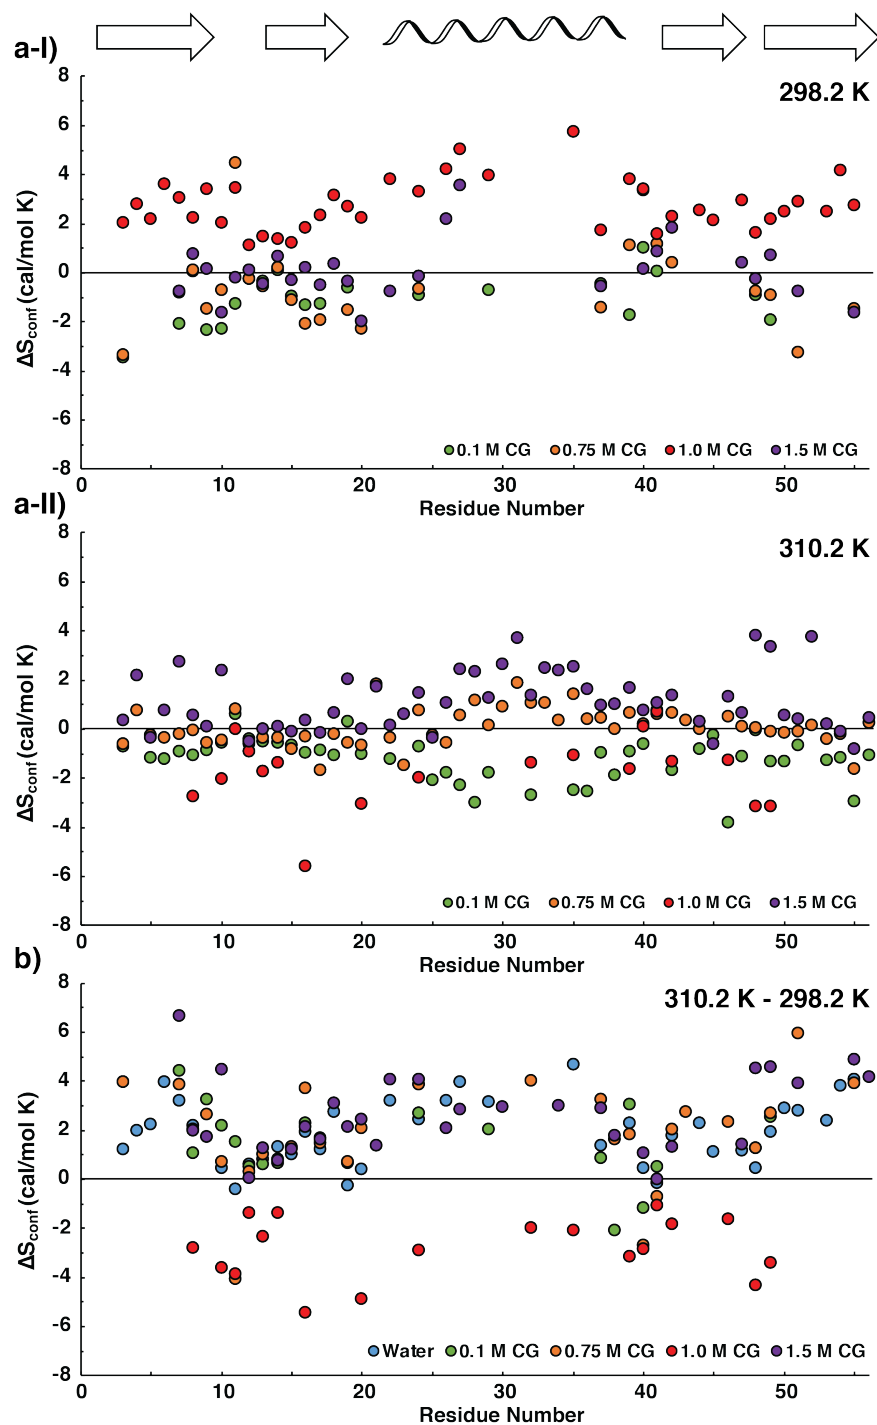 a-I)
298.2 K
8
6
4
2
0
-2
-4
-6
-8
ΔSconf (cal/mol K)
0.1 M CG 0.75 M CG 1.0 M CG 1.5 M CG
0 10 20 30 40 50
Residue Number
a-II)
310.2 K
8
6
4
2
0
-2
-4
-6
-8
ΔSconf (cal/mol K)
0.1 M CG 0.75 M CG 1.0 M CG 1.5 M CG
0 10 20 30 40 50
Residue Number
b)
310.2 K - 298.2 K
8
6
4
2
0
-2
-4
-6
-8
ΔSconf (cal/mol K)
Water 0.1 M CG 0.75 M CG 1.0 M CG 1.5 M CG
0 10 20 30 40 50
Residue Number